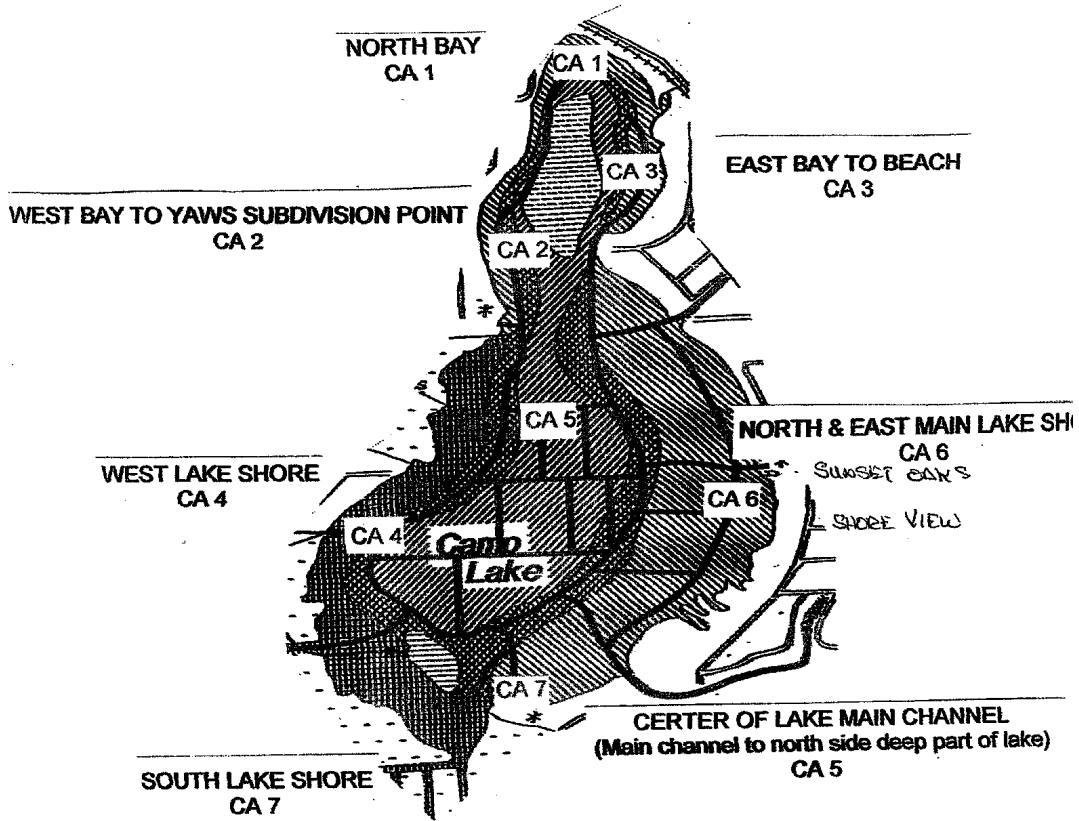 NORTH BAY
CA 1
CA 1
EAST BAY TO BEACH
CA 3
CA 3
WEST BAY TO YAWS SUBDIVISION POINT
CA 2
CA 2
CA 5
NORTH & EAST MAIN LAKE SHO
CA 6
SUNSET OAKS
CA 6
SHORE VIEW
WEST LAKE SHORE
CA 4
CA 4
Camp
Lake
CA 7
CERTER OF LAKE MAIN CHANNEL
(Main channel to north side deep part of lake)
CA 5
SOUTH LAKE SHORE
CA 7